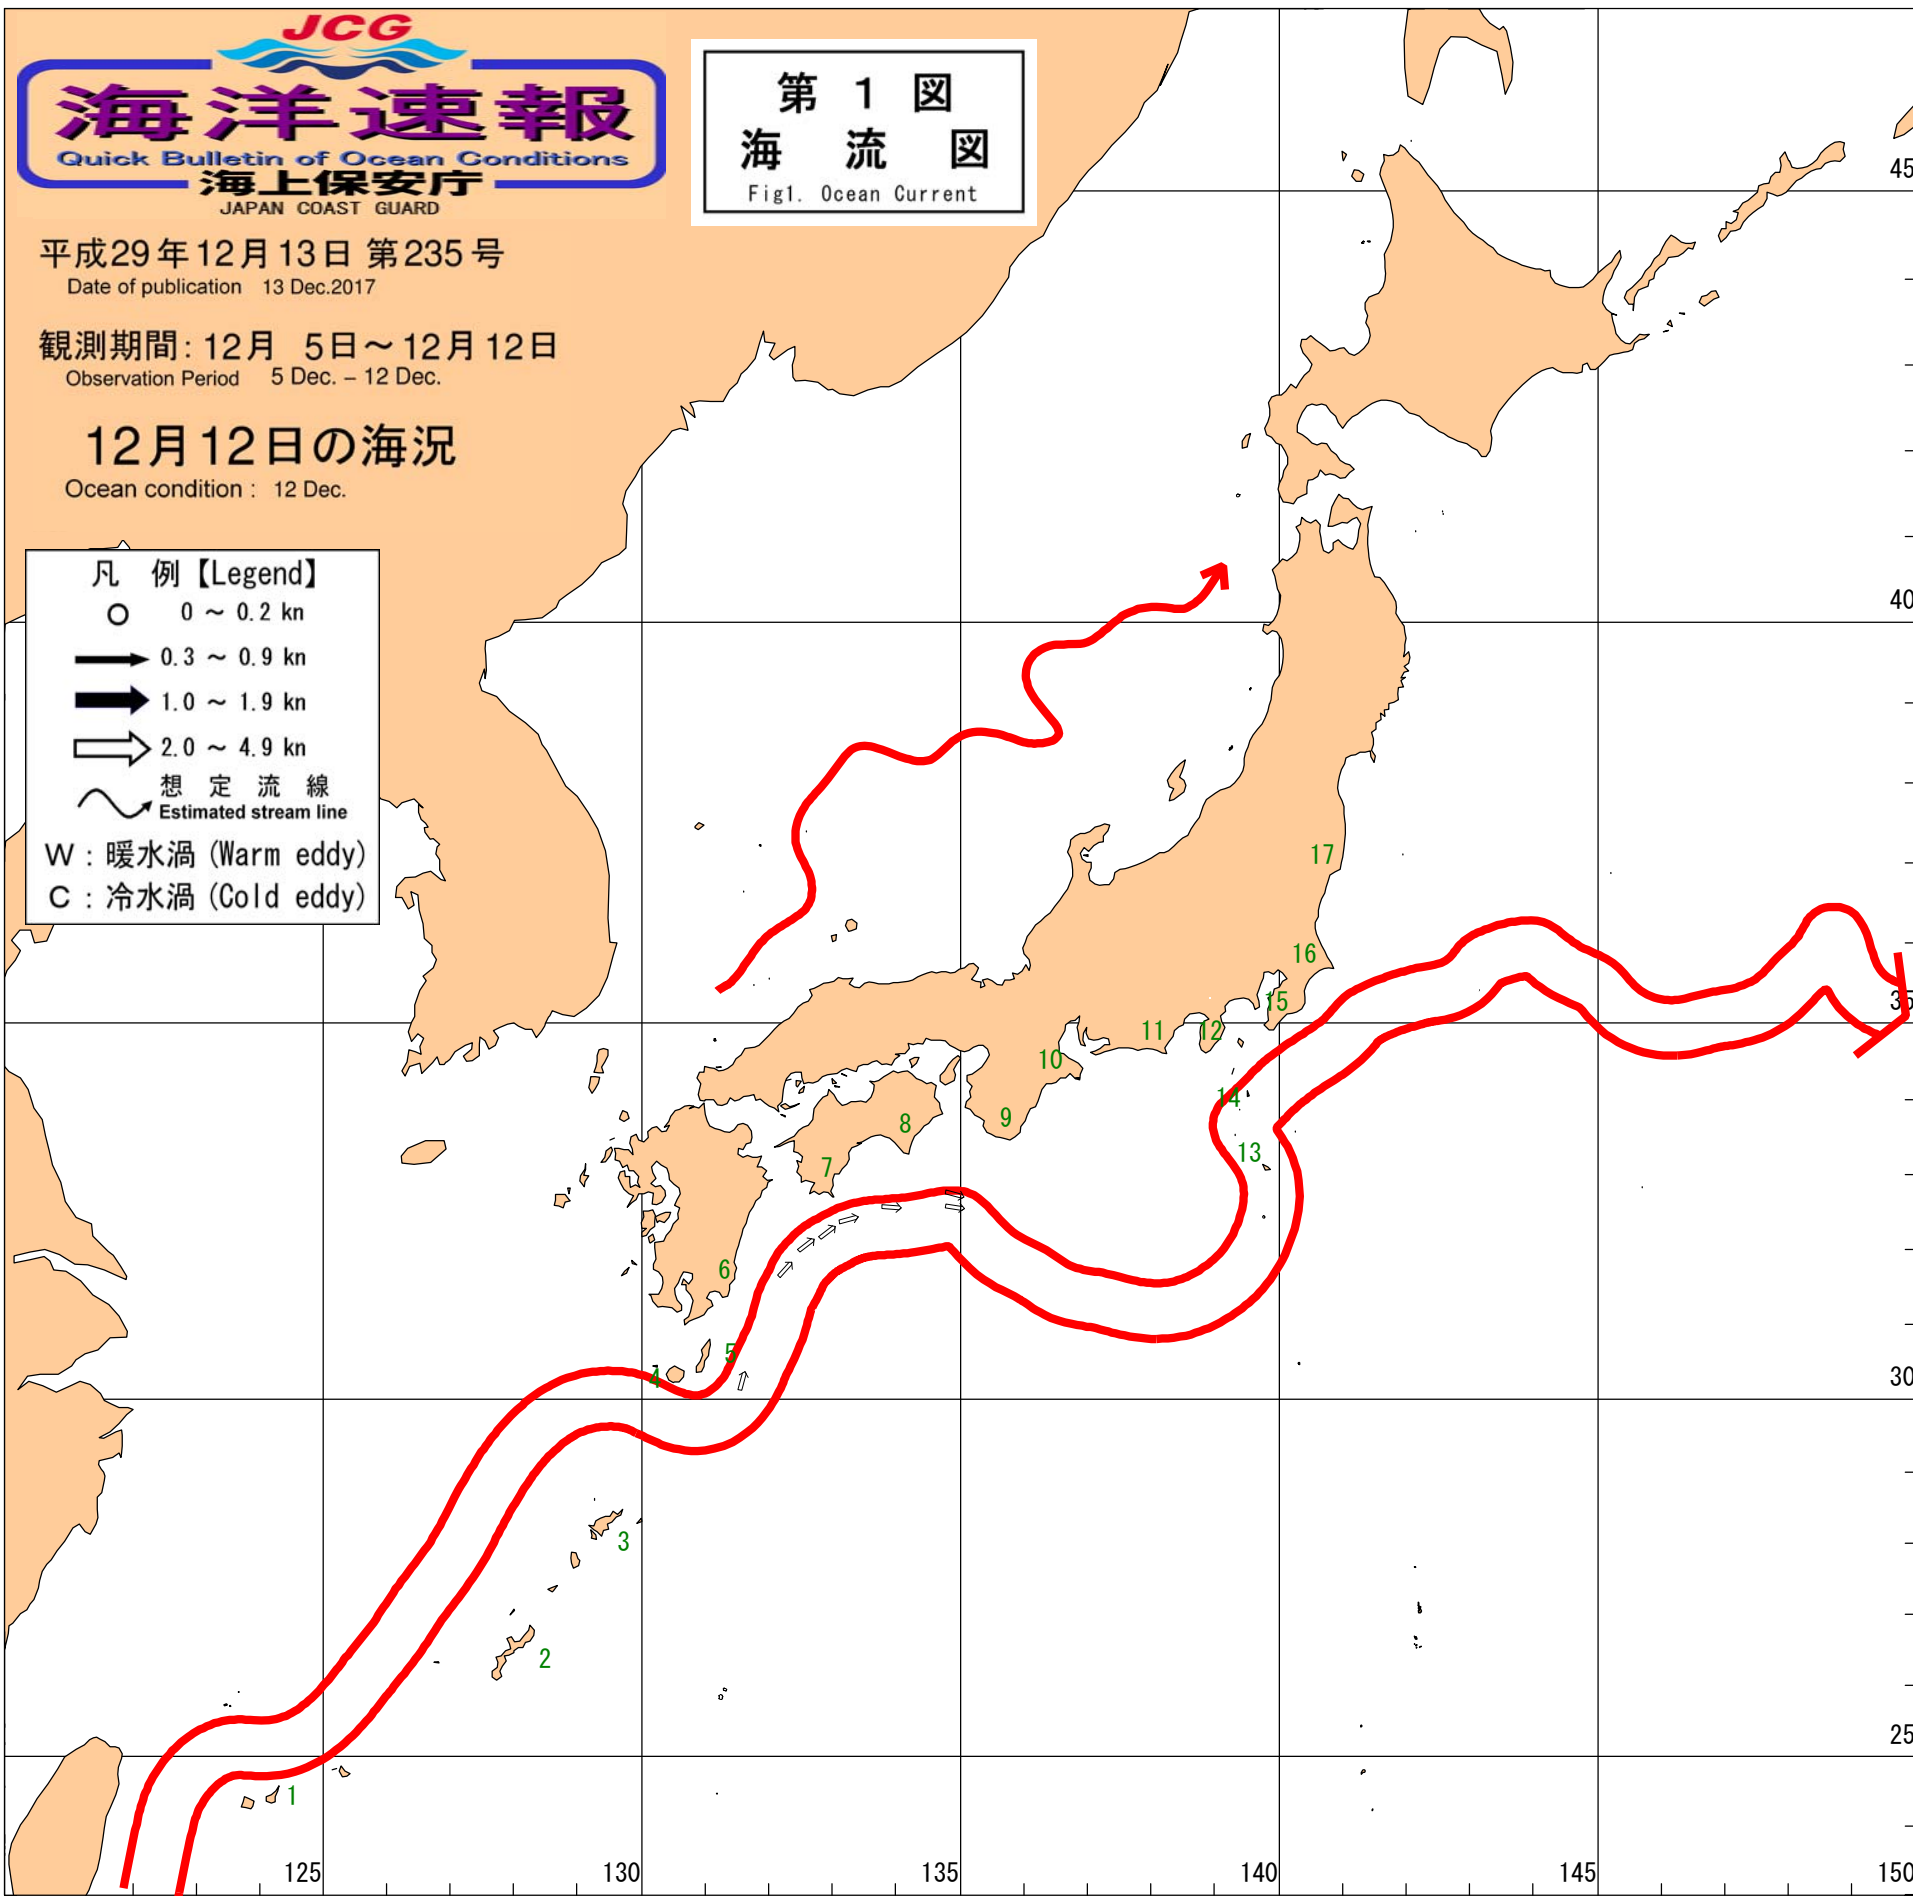 JCG
海洋速報
Quick Bulletin of Ocean Conditions
海上保安庁
JAPAN COAST GUARD
平成29年12月13日 第235号
Date of publication 13 Dec.2017
観測期間: 12月 5日～12月12日
Observation Period 5 Dec. – 12 Dec.
12月12日の海況
Ocean condition : 12 Dec.
第 1 図
海 流 図
Fig1. Ocean Current
凡 例【Legend】
0 ～ 0.2 kn
0.3 ～ 0.9 kn
1.0 ～ 1.9 kn
2.0 ～ 4.9 kn
想 定 流 線
Estimated stream line
W : 暖水渦 (Warm eddy)
C : 冷水渦 (Cold eddy)
45
40
35
30
25
17
16
15
14
13
12
11
10
9
8
7
6
5
4
3
2
1
125
130
135
140
145
150